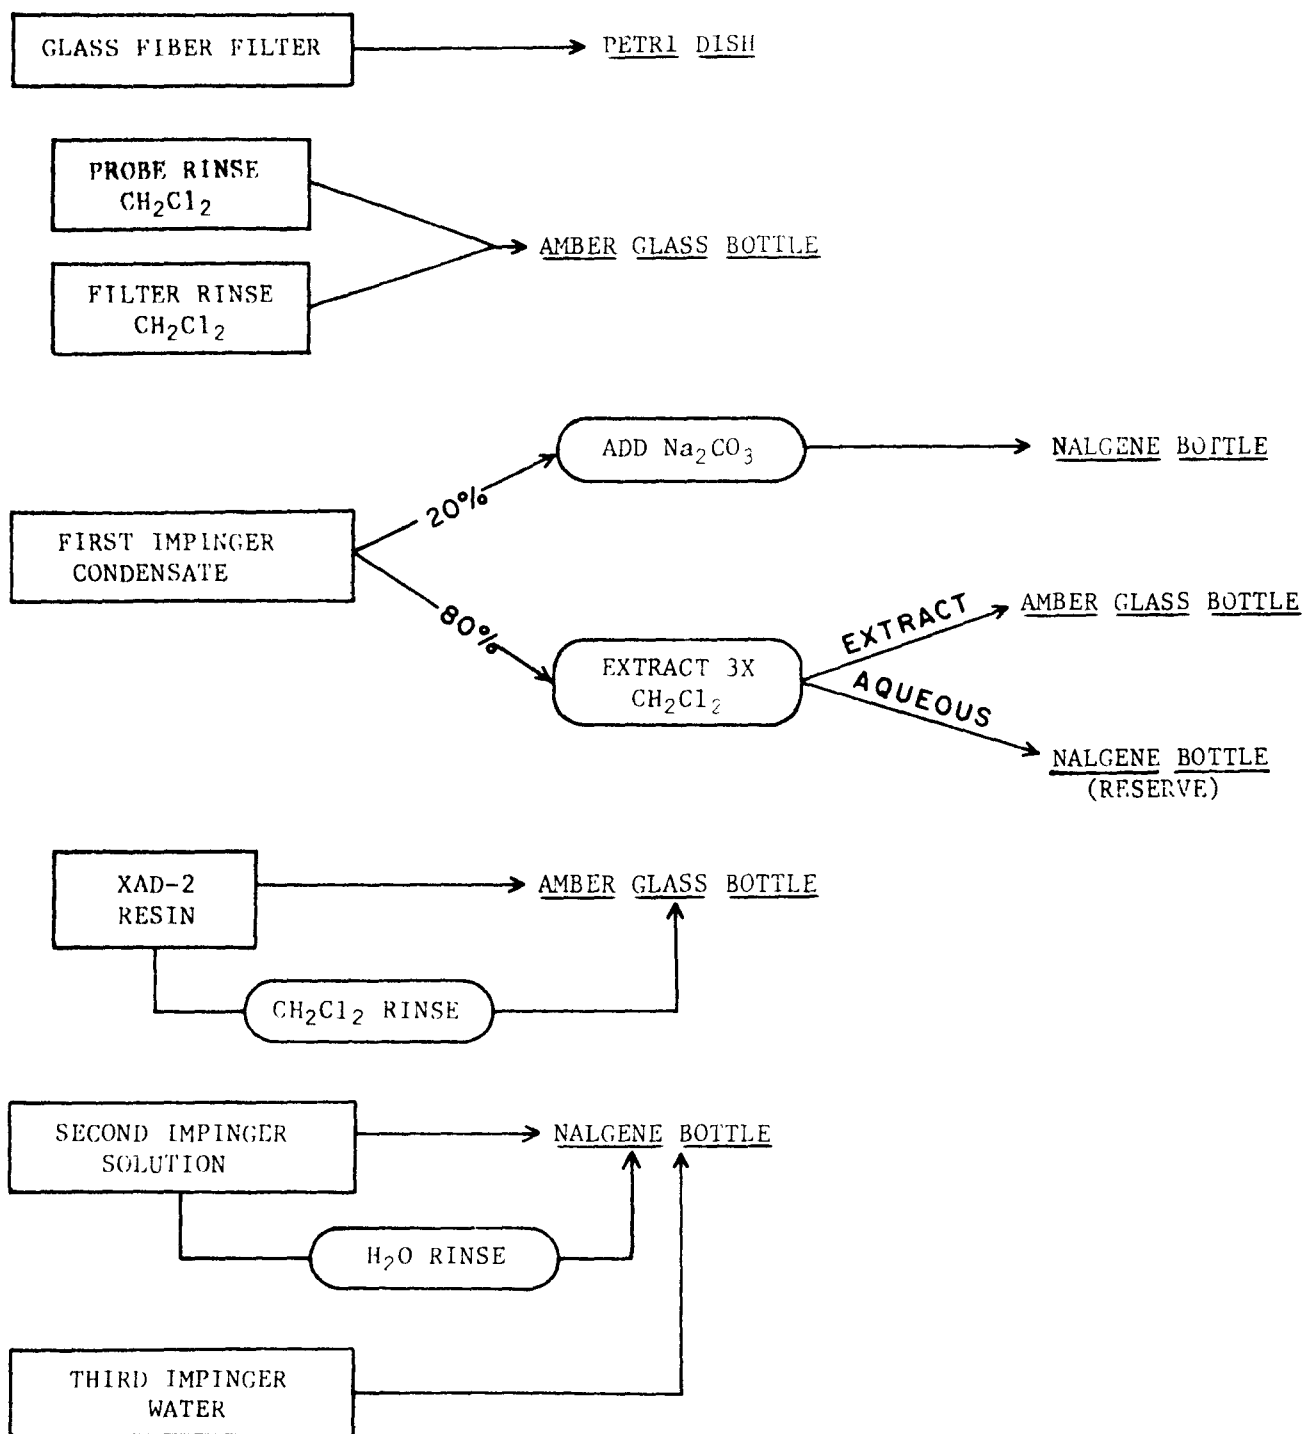 GLASS FIBER FILTER
PETRI DISH
PROBE RINSE
CH₂Cl₂
AMBER GLASS BOTTLE
FILTER RINSE
CH₂Cl₂
ADD Na₂CO₃
NALGENE BOTTLE
20%
FIRST IMPINGER
CONDENSATE
80%
EXTRACT
AMBER GLASS BOTTLE
EXTRACT 3X
CH₂Cl₂
AQUEOUS
NALGENE BOTTLE
(RESERVE)
XAD-2
RESIN
AMBER GLASS BOTTLE
CH₂Cl₂ RINSE
SECOND IMPINGER
SOLUTION
NALGENE BOTTLE
H₂O RINSE
THIRD IMPINGER
WATER